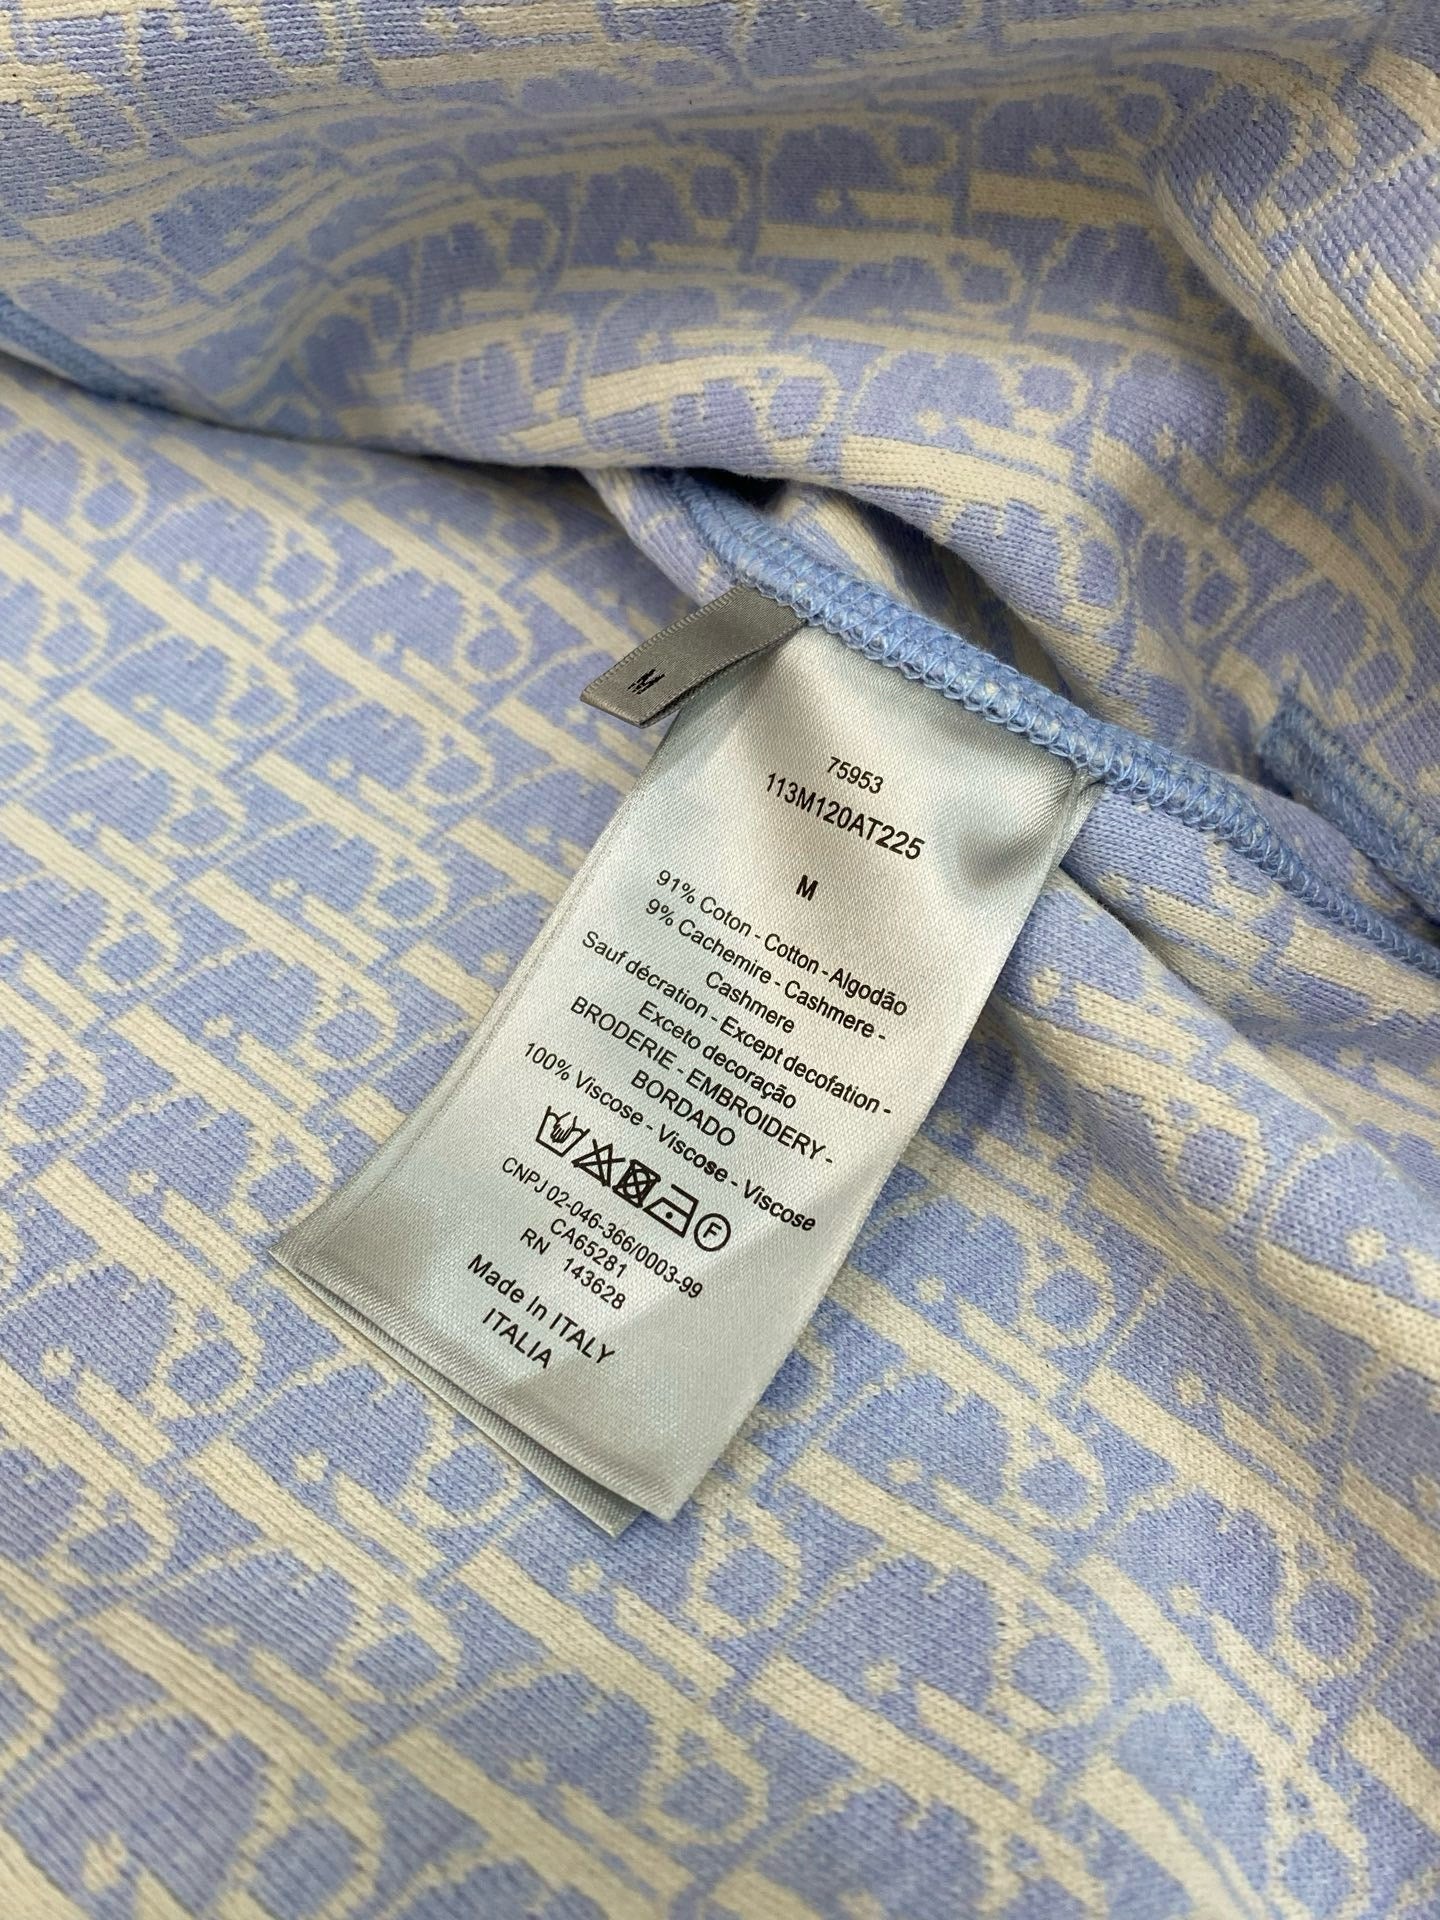 M
75953
113M120AT225
M
91% Coton - Cotton - Algodão
9% Cachemire - Cashmere -
Cashmere
Sauf décration - Except decofation -
Exceto decoração
BRODERIE - EMBROIDERY -
BORDADO
100% Viscose - Viscose - Viscose
F
CNPJ 02-046-366/0003-99
CA65281
RN 143628
Made In ITALY
ITALIA